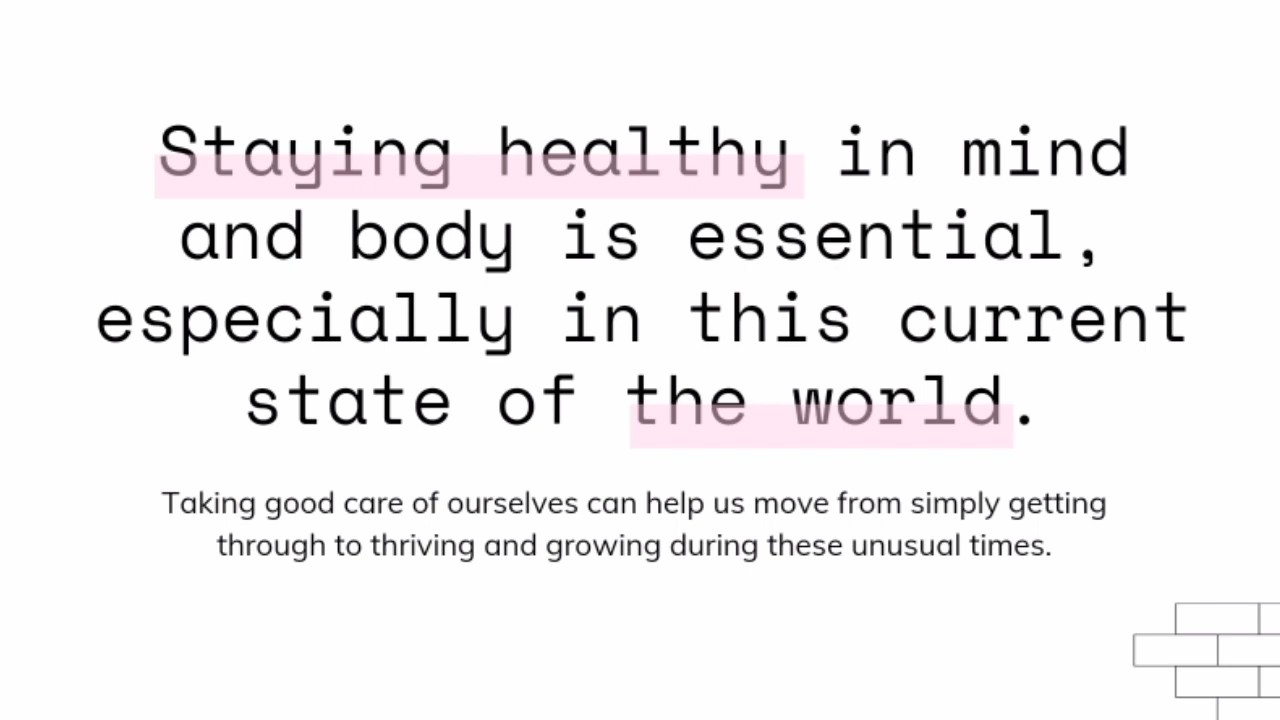 Staying healthy in mind
and body is essential,
especially in this current
state of the world.
Taking good care of ourselves can help us move from simply getting
through to thriving and growing during these unusual times.